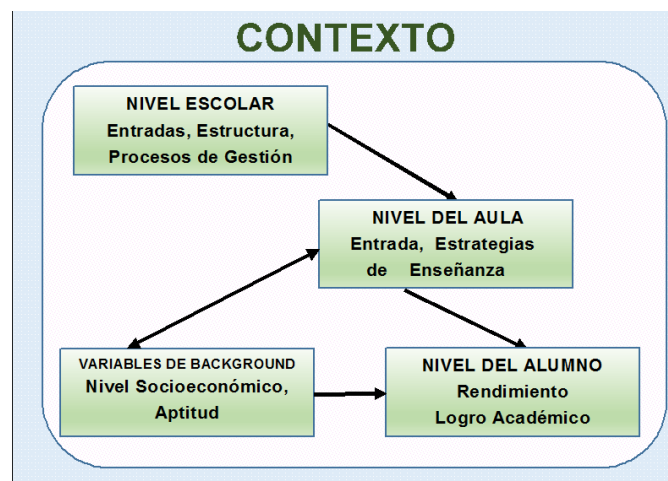 CONTEXTO
NIVEL ESCOLAR
Entradas, Estructura,
Procesos de Gestión
NIVEL DEL AULA
Entrada, Estrategias
de Enseñanza
VARIABLES DE BACKGROUND
Nivel Socioeconómico,
Aptitud
NIVEL DEL ALUMNO
Rendimiento
Logro Académico